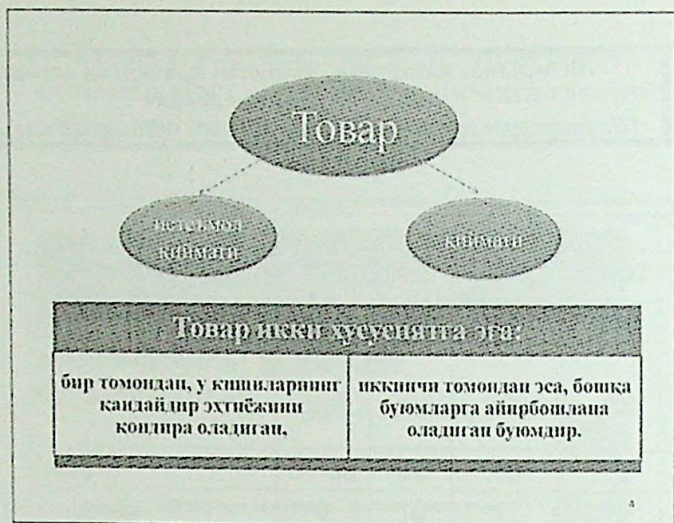 Товар
истеъмол
қиймати
қиймати
Товар икки хусусиятга эга:
бир томондан, у кишиларнинг
қандайдир эҳтиёжини
қондира оладиган,
иккинчи томондан эса, бошқа
буюмларга айирбошлана
оладиган буюмдир.
4